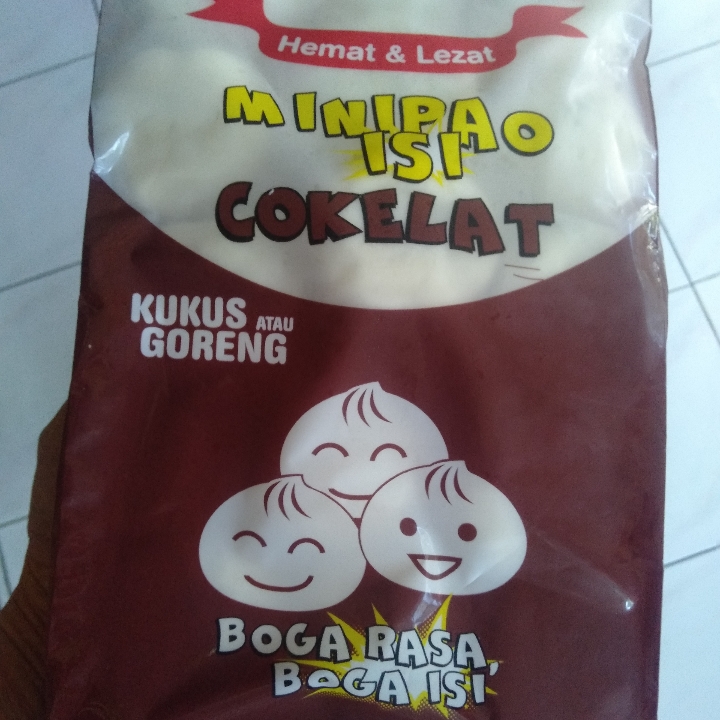 Hemat & Lezat
MINIPAO
ISI
COKELAT
KUKUS ATAU
GORENG
BOGA RASA,
BOGA ISI